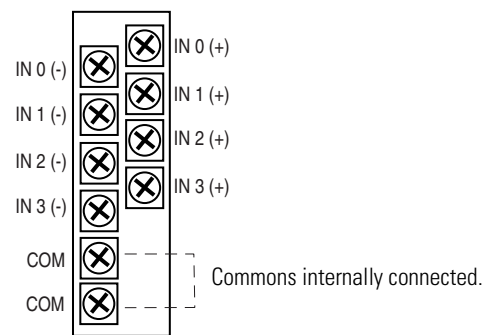 IN 0 (+)
IN 0 (-)
IN 1 (+)
IN 1 (-)
IN 2 (+)
IN 2 (-)
IN 3 (+)
IN 3 (-)
COM
Commons internally connected.
COM